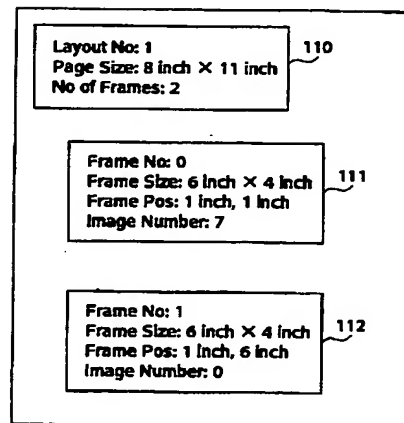 Layout No: 1
Page Size: 8 inch × 11 inch
No of Frames: 2
110
Frame No: 0
Frame Size: 6 inch × 4 inch
Frame Pos: 1 inch, 1 inch
Image Number: 7
111
Frame No: 1
Frame Size: 6 inch × 4 inch
Frame Pos: 1 inch, 6 inch
Image Number: 0
112